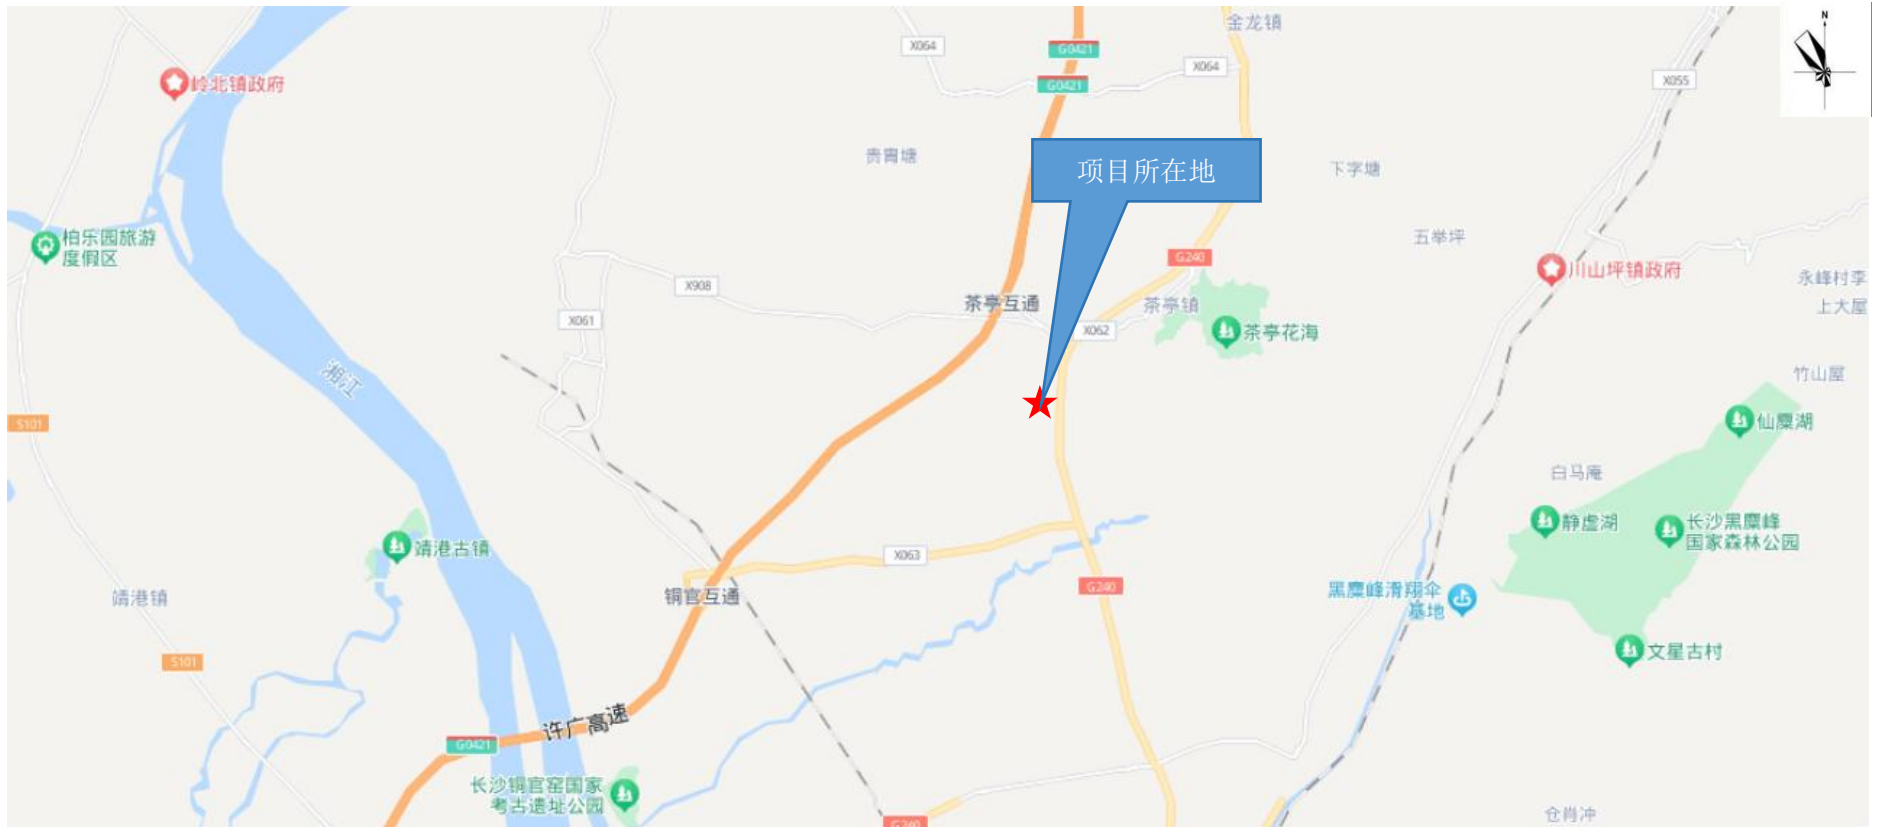 金龙镇
N
X064
G0421
X064
X055
岭北镇政府
G0421
贵胄塘
项目所在地
下字塘
柏乐园旅游
度假区
五举坪
G240
川山坪镇政府
永峰村李
上大屋
X908
茶亭互通
茶亭镇
X061
X062
茶亭花海
湘江
竹山屋
S101
仙麋湖
白马庵
静虚湖
长沙黑麋峰
国家森林公园
靖港古镇
X063
靖港镇
铜官互通
G240
黑麋峰滑翔伞
基地
文星古村
S101
许广高速
G0421
长沙铜官窑国家
考古遗址公园
仓肖冲
G240